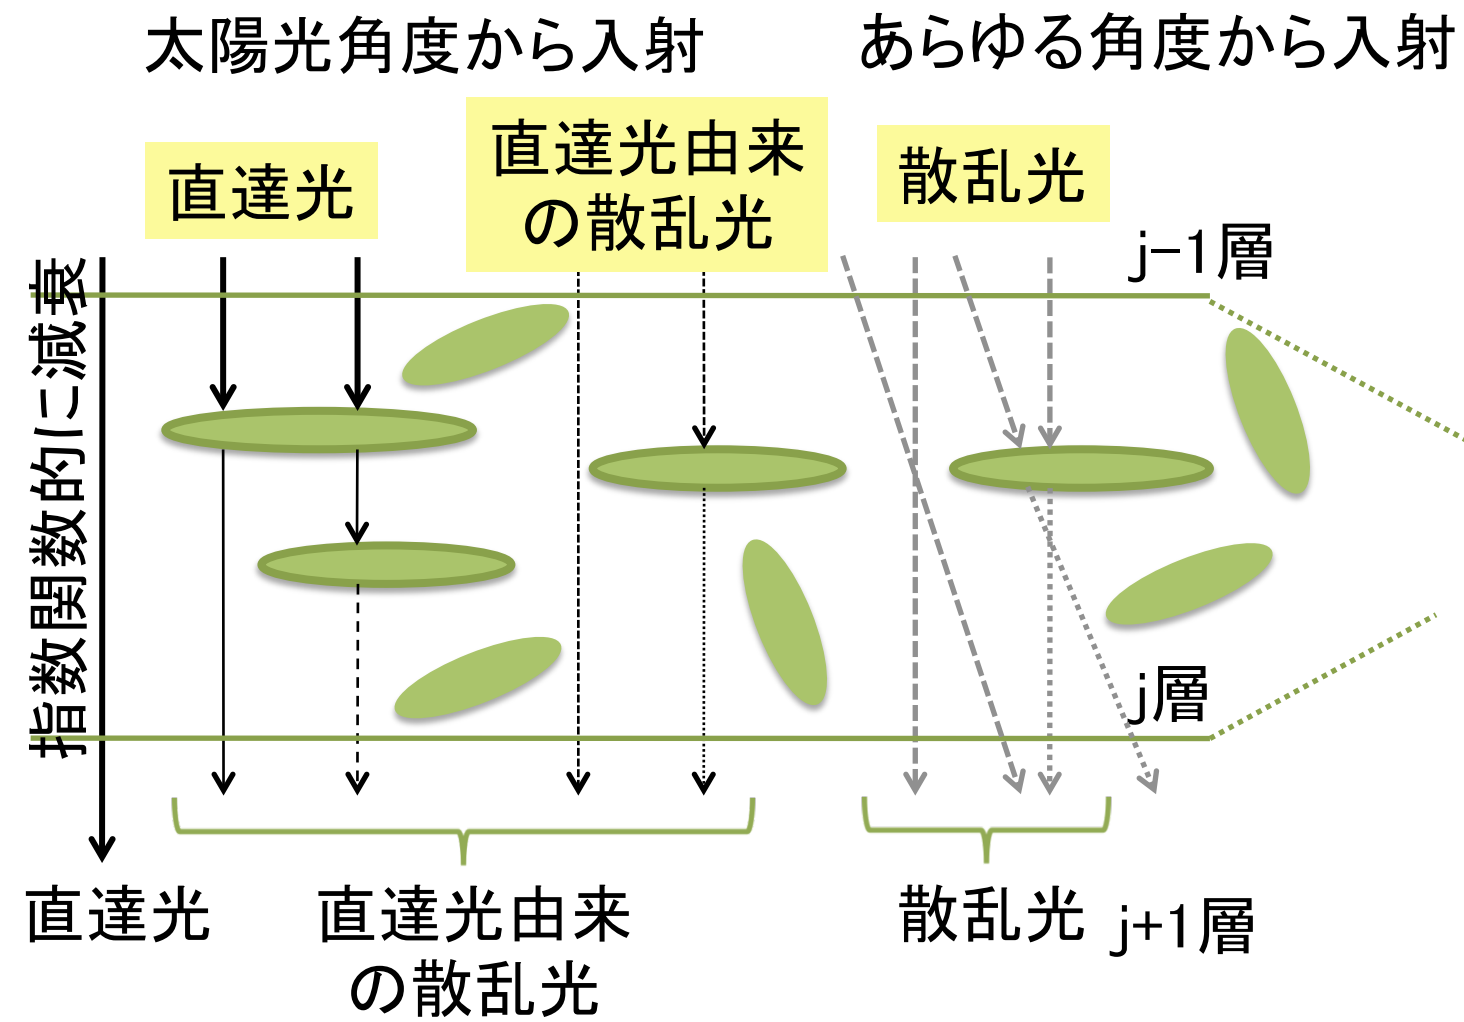 太陽光角度から入射
あらゆる角度から入射
直達光
直達光由来
の散乱光
散乱光
j−1層
指数関数的に減衰
j層
直達光
直達光由来
の散乱光
散乱光
j+1層